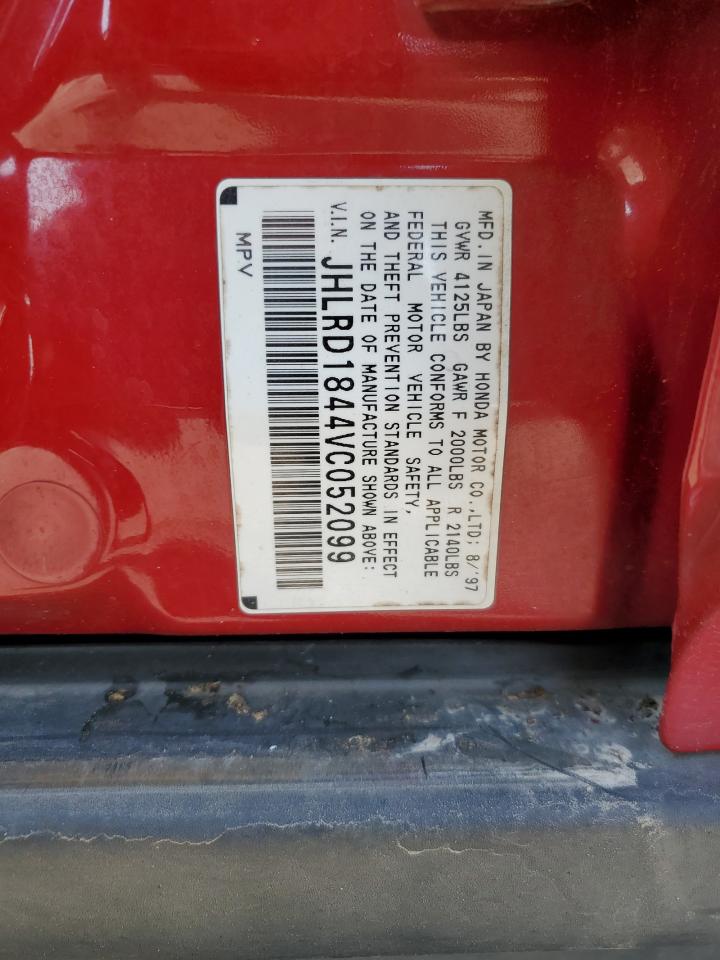 MFD. IN JAPAN BY HONDA MOTOR CO.,LTD; 8/'97
GVWR 4125LBS GAWR F 2000LBS R 2140LBS
THIS VEHICLE CONFORMS TO ALL APPLICABLE
FEDERAL MOTOR VEHICLE SAFETY,
AND THEFT PREVENTION STANDARDS IN EFFECT
ON THE DATE OF MANUFACTURE SHOWN ABOVE:
V.I.N. JHLRD1844VC052099
MPV